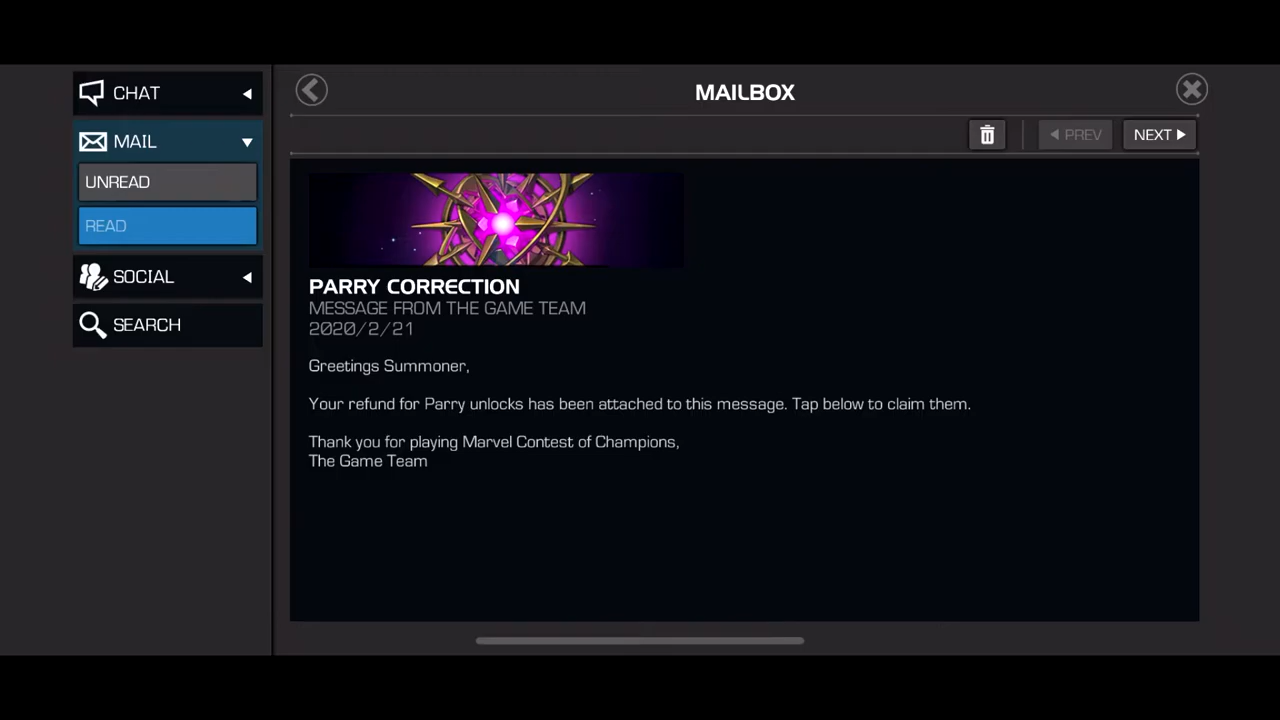 CHAT
MAIL
UNREAD
READ
SOCIAL
SEARCH
MAILBOX
PREV
NEXT
PARRY CORRECTION
MESSAGE FROM THE GAME TEAM
2020/2/21
Greetings Summoner,
Your refund for Parry unlocks has been attached to this message. Tap below to claim them.
Thank you for playing Marvel Contest of Champions,
The Game Team